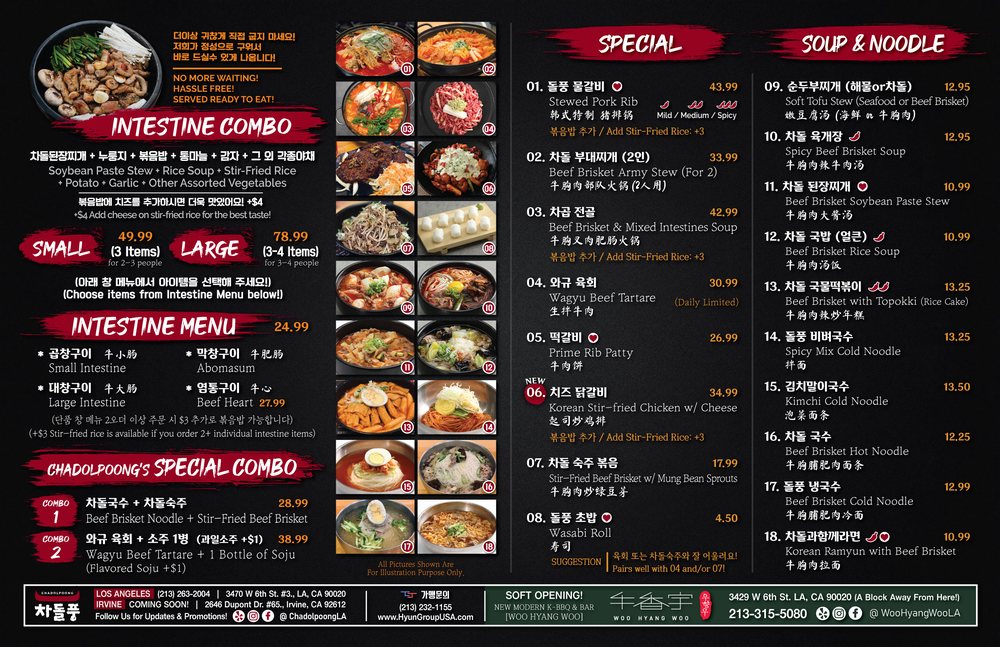 더이상 귀찮게 직접 굽지 마세요!
저희가 정성으로 구워서
바로 드실수 있게 나옵니다!
NO MORE WAITING!
HASSLE FREE!
SERVED READY TO EAT!
INTESTINE COMBO
차돌된장찌개 + 누룽지 + 볶음밥 + 통마늘 + 감자 + 그 외 각종야채
Soybean Paste Stew + Rice Soup + Stir-Fried Rice
+ Potato + Garlic + Other Assorted Vegetables
볶음밥에 치즈를 추가하시면 더욱 맛있어요! +$4
+$4 Add cheese on stir-fried rice for the best taste!
SMALL 49.99
(3 Items)
for 2-3 people
LARGE 78.99
(3-4 Items)
for 3-4 people
(아래 창 메뉴에서 아이템을 선택해 주세요!)
(Choose items from Intestine Menu below!)
INTESTINE MENU 24.99
* 곱창구이 牛小肠
Small Intestine
* 막창구이 牛肥肠
Abomasum
* 대창구이 牛大肠
Large Intestine
* 염통구이 牛心
Beef Heart 27.99
(단품 창 메뉴 2오더 이상 주문 시 $3 추가로 볶음밥 가능합니다)
(+$3 Stir-fried rice is available if you order 2+ individual intestine items)
CHADOLPOONG'S SPECIAL COMBO
COMBO 1 차돌국수 + 차돌숙주 28.99
Beef Brisket Noodle + Stir-Fried Beef Brisket
COMBO 2 와규 육회 + 소주 1병 (과일소주 +$1) 38.99
Wagyu Beef Tartare + 1 Bottle of Soju
(Flavored Soju +$1)
01 02
03 04
05 06
07 08
09 10
11 12
13 14
15 16
17 18
All Pictures Shown Are
For Illustration Purpose Only.
SPECIAL
01. 돌풍 물갈비 43.99
Stewed Pork Rib
韩式特制 猪排锅
Mild / Medium / Spicy
볶음밥 추가 / Add Stir-Fried Rice: +3
02. 차돌 부대찌개 (2인) 33.99
Beef Brisket Army Stew (For 2)
牛胸肉部队火锅 (2人用)
03. 차곱 전골 42.99
Beef Brisket & Mixed Intestines Soup
牛胸叉肉肥肠火锅
볶음밥 추가 / Add Stir-Fried Rice: +3
04. 와규 육회 30.99
Wagyu Beef Tartare (Daily Limited)
生拌牛肉
05. 떡갈비 26.99
Prime Rib Patty
牛肉饼
NEW
06. 치즈 닭갈비 34.99
Korean Stir-fried Chicken w/ Cheese
起司炒鸡排
볶음밥 추가 / Add Stir-Fried Rice: +3
07. 차돌 숙주 볶음 17.99
Stir-Fried Beef Brisket w/ Mung Bean Sprouts
牛胸肉炒绿豆芽
08. 돌풍 초밥 4.50
Wasabi Roll
寿司
SUGGESTION
육회 또는 차돌숙주와 잘 어울려요!
Pairs well with 04 and/or 07!
SOUP & NOODLE
09. 순두부찌개 (해물or차돌) 12.95
Soft Tofu Stew (Seafood or Beef Brisket)
嫩豆腐汤 (海鲜 or 牛胸肉)
10. 차돌 육개장 12.95
Spicy Beef Brisket Soup
牛胸肉辣牛肉汤
11. 차돌 된장찌개 10.99
Beef Brisket Soybean Paste Stew
牛胸肉大酱汤
12. 차돌 국밥 (얼큰) 10.99
Beef Brisket Rice Soup
牛胸肉汤饭
13. 차돌 국물떡볶이 13.25
Beef Brisket with Topokki (Rice Cake)
牛胸肉辣炒年糕
14. 돌풍 비벼국수 13.25
Spicy Mix Cold Noodle
拌面
15. 김치말이국수 13.50
Kimchi Cold Noodle
泡菜面条
16. 차돌 국수 12.25
Beef Brisket Hot Noodle
牛胸脯肥肉面条
17. 돌풍 냉국수 12.99
Beef Brisket Cold Noodle
牛胸脯肥肉冷面
18. 차돌과함께라면 10.99
Korean Ramyun with Beef Brisket
牛胸肉拉面
CHADOLPOONG
차돌풍
LOS ANGELES (213) 263-2004 | 3470 W 6th St. #3., LA, CA 90020
IRVINE COMING SOON! | 2646 Dupont Dr. #65., Irvine, CA 92612
Follow Us for Updates & Promotions! @ ChadolpoongLA
가맹문의
(213) 232-1155
www.HyunGroupUSA.com
SOFT OPENING!
NEW MODERN K-BBQ & BAR
[WOO HYANG WOO]
牛香宇
WOO HYANG WOO
우향우
3429 W 6th St. LA, CA 90020 (A Block Away From Here!)
213-315-5080 @ WooHyangWooLA